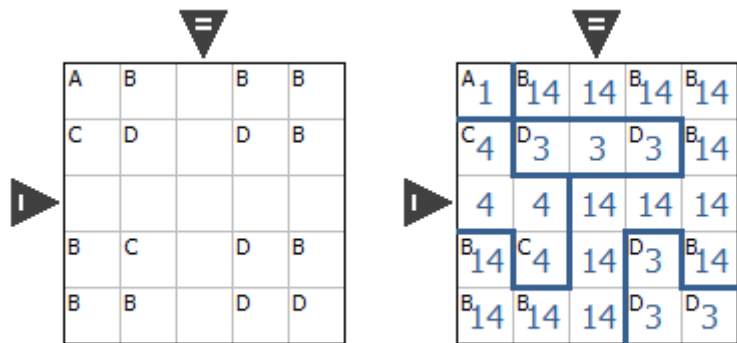 A B B B
C D D B
B C D B
B B D D
A 1 B 14 14 B 14 B 14
C 4 D 3 3 D 3 B 14
4 4 14 14 14
B 14 C 4 14 D 3 B 14
B 14 B 14 14 D 3 D 3